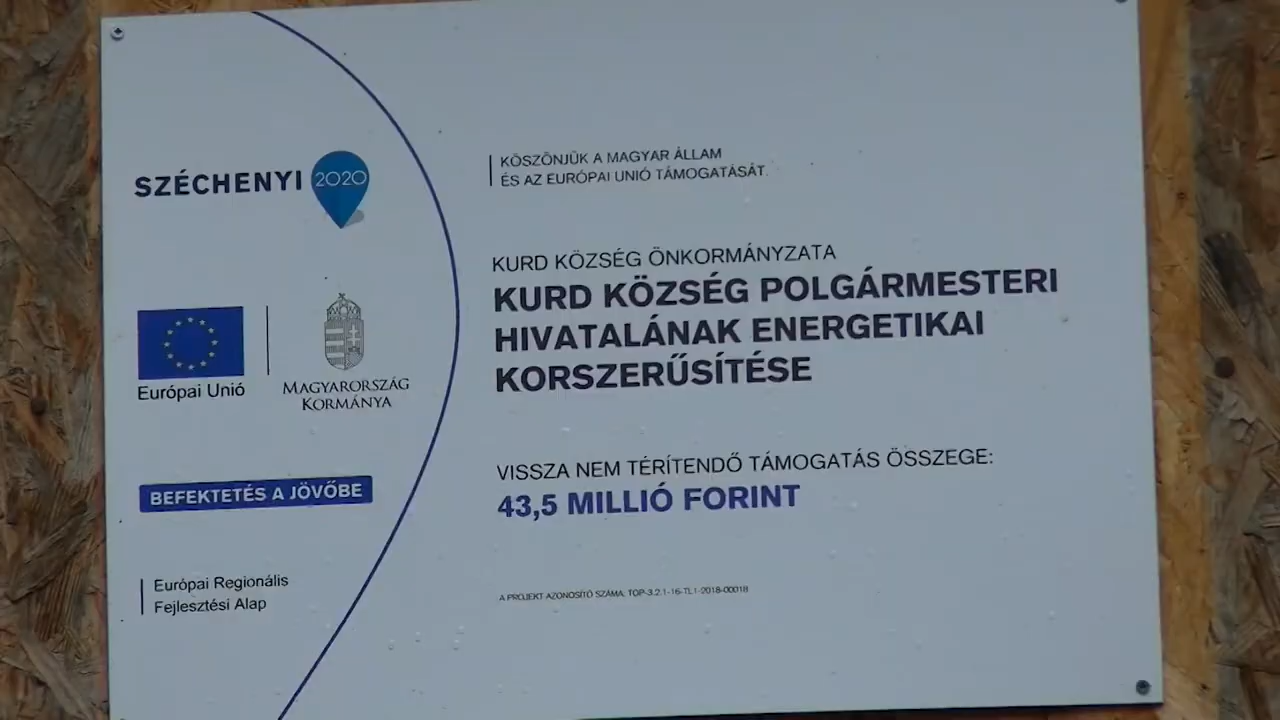 SZÉCHENYI 2020
Európai Unió
MAGYARORSZÁG
KORMÁNYA
BEFEKTETÉS A JÖVŐBE
Európai Regionális
Fejlesztési Alap
KÖSZÖNJÜK A MAGYAR ÁLLAM
ÉS AZ EURÓPAI UNIÓ TÁMOGATÁSÁT.
KURD KÖZSÉG ÖNKORMÁNYZATA
KURD KÖZSÉG POLGÁRMESTERI
HIVATALÁNAK ENERGETIKAI
KORSZERŰSÍTÉSE
VISSZA NEM TÉRÍTENDŐ TÁMOGATÁS ÖSSZEGE:
43,5 MILLIÓ FORINT
A PROJEKT AZONOSÍTÓ SZÁMA: TOP-3.2.1-16-TL1-2018-00018